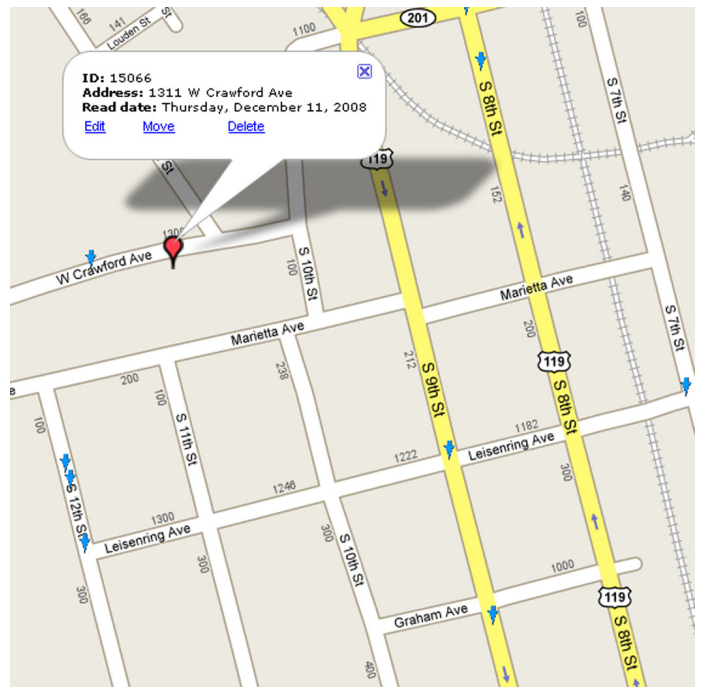 166
141
St
Louden St
1100
201
100
ID: 15066
Address: 1311 W Crawford Ave
Read date: Thursday, December 11, 2008
Edit Move Delete
S 8th St
S 7th St
119
St
152
140
1300
W Crawford Ave
S 10th St
100
Marietta Ave
S 7th St
Marietta Ave
200
119
212
238
200
100
S 9th St
S 8th St
e
100
S 11th St
1182
Leisenring Ave
1222
300
1246
S 12th St
1300
Leisenring Ave
300
S 10th St
300
300
1000
119
Graham Ave
S 8th St
400